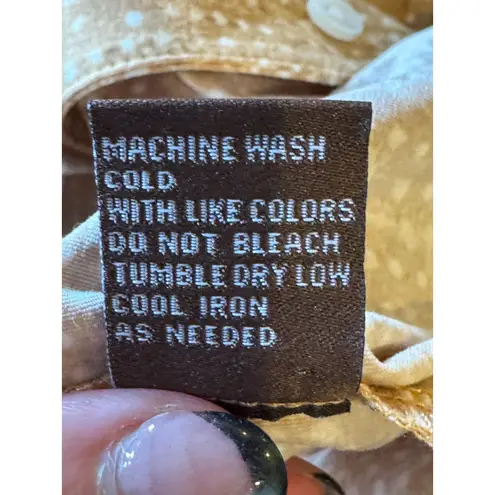 MACHINE WASH
COLD
WITH LIKE COLORS
DO NOT BLEACH
TUMBLE DRY LOW
COOL IRON
AS NEEDED